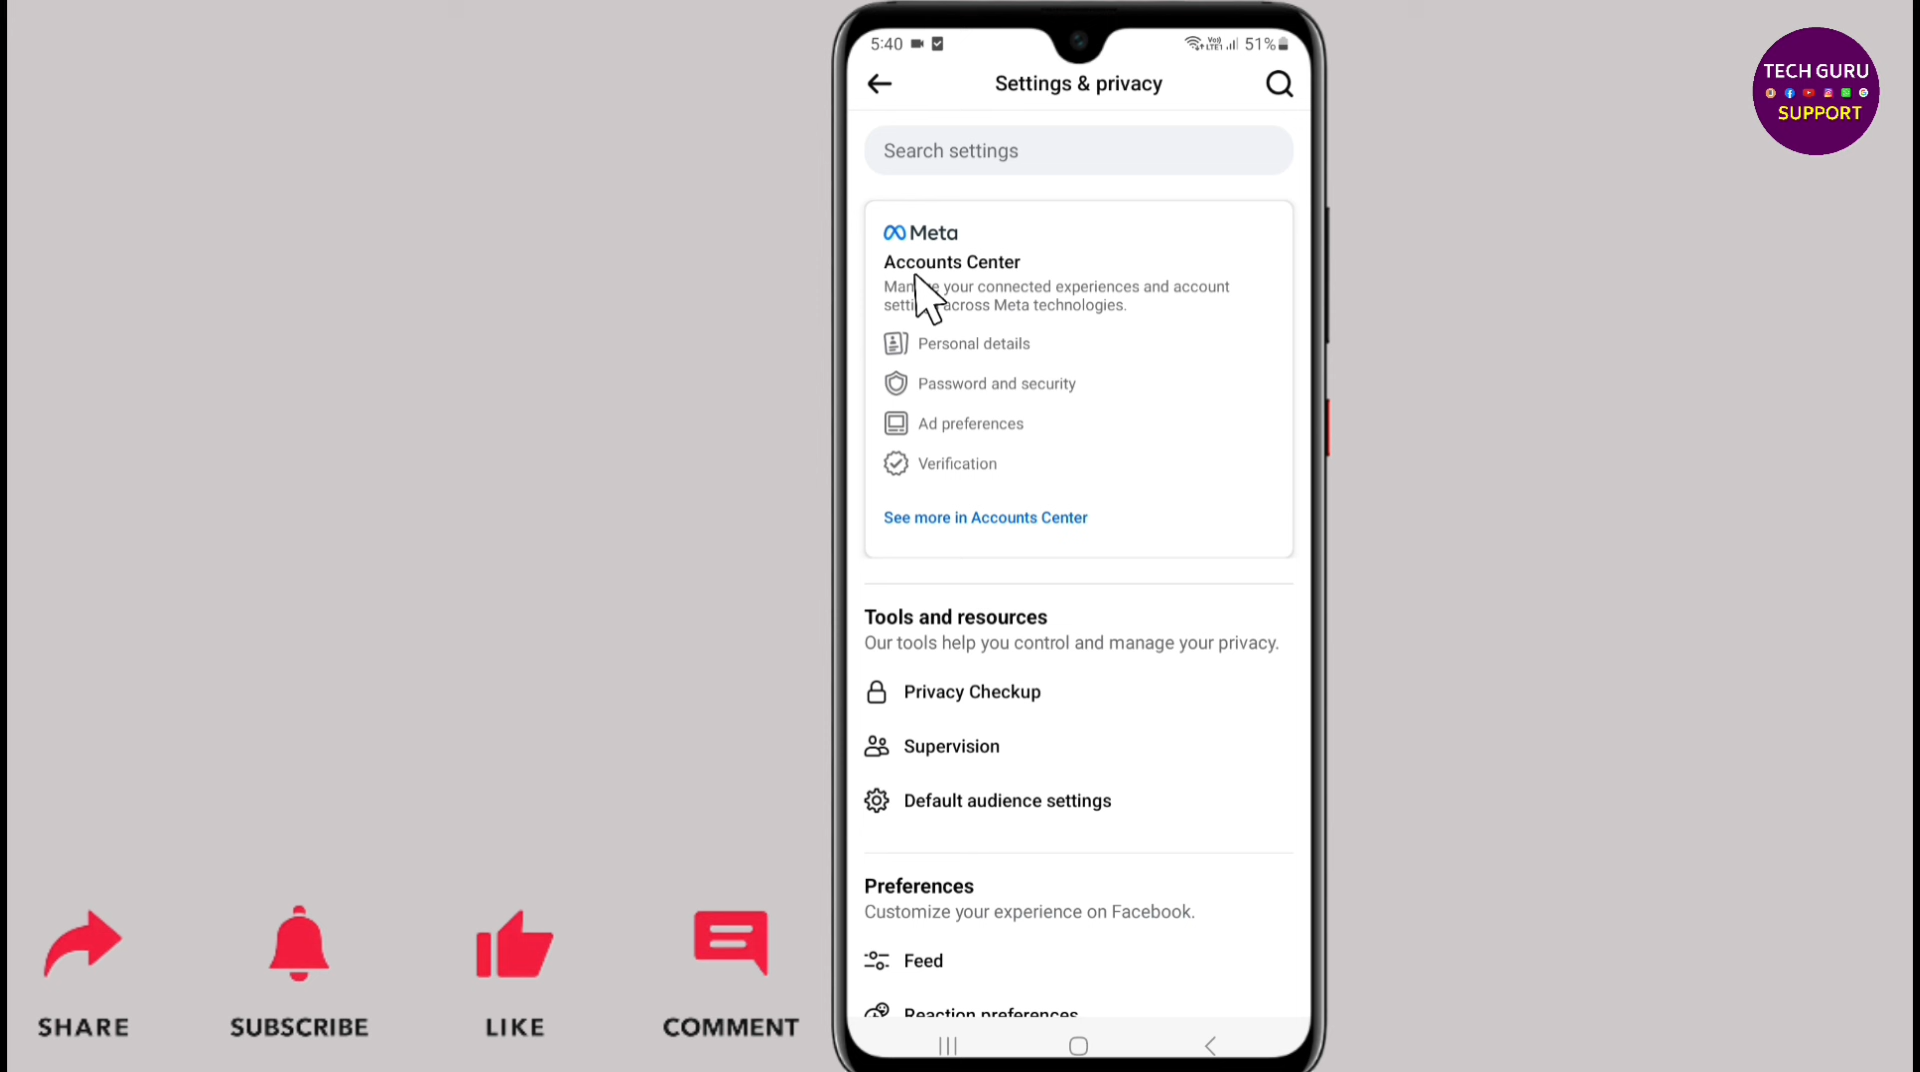 5:40
Vo)) LTE1
51%
TECH GURU
SUPPORT
Settings & privacy
Search settings
Meta
Accounts Center
your connected experiences and account
across Meta technologies.
Personal details
Password and security
Ad preferences
Verification
See more in Accounts Center
Tools and resources
Our tools help you control and manage your privacy.
Privacy Checkup
Supervision
Default audience settings
Preferences
Customize your experience on Facebook.
Feed
Reaction preferences
SHARE
SUBSCRIBE
LIKE
COMMENT